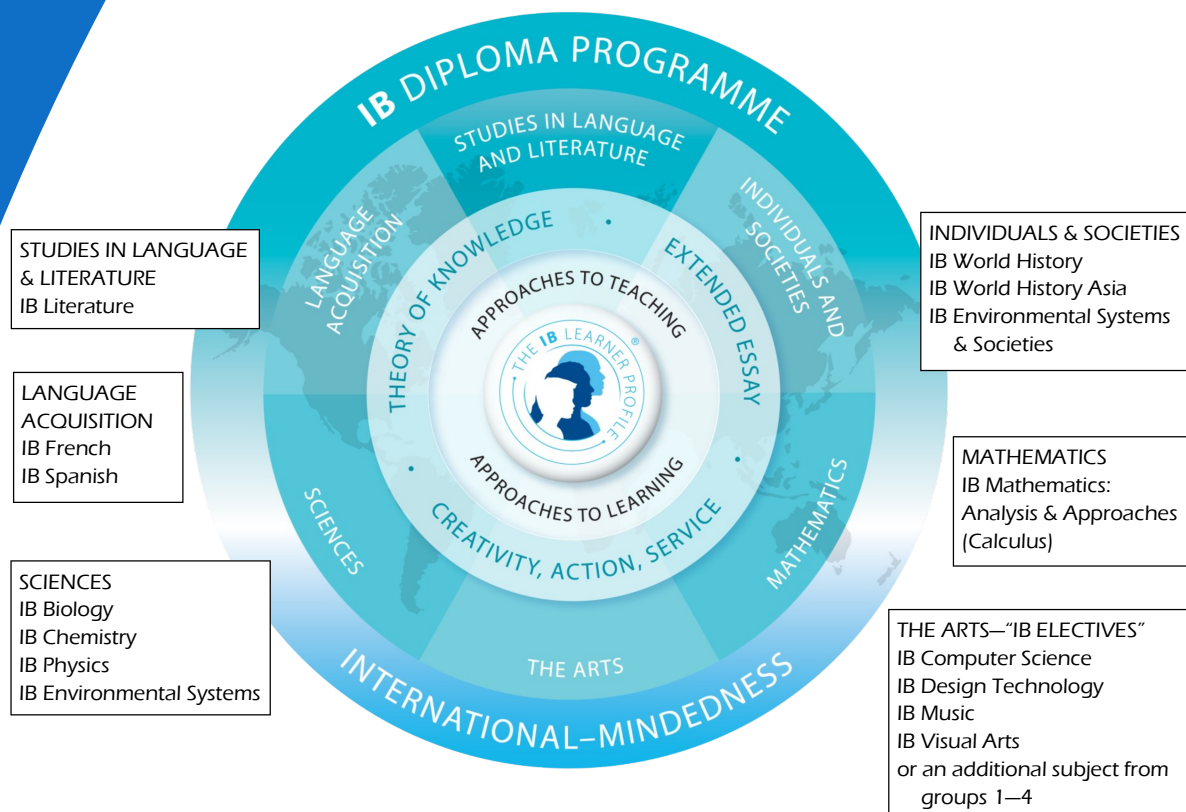 IB DIPLOMA PROGRAMME
STUDIES IN LANGUAGE
AND LITERATURE
LANGUAGE
ACQUISITION
INDIVIDUALS AND
SOCIETIES
THEORY OF KNOWLEDGE
•
EXTENDED ESSAY
•
CREATIVITY, ACTION, SERVICE
•
APPROACHES TO TEACHING
• THE IB LEARNER PROFILE •
®
APPROACHES TO LEARNING
SCIENCES
MATHEMATICS
THE ARTS
INTERNATIONAL–MINDEDNESS
STUDIES IN LANGUAGE
& LITERATURE
IB Literature
LANGUAGE
ACQUISITION
IB French
IB Spanish
SCIENCES
IB Biology
IB Chemistry
IB Physics
IB Environmental Systems
INDIVIDUALS & SOCIETIES
IB World History
IB World History Asia
IB Environmental Systems
& Societies
MATHEMATICS
IB Mathematics:
Analysis & Approaches
(Calculus)
THE ARTS—“IB ELECTIVES”
IB Computer Science
IB Design Technology
IB Music
IB Visual Arts
or an additional subject from
groups 1—4